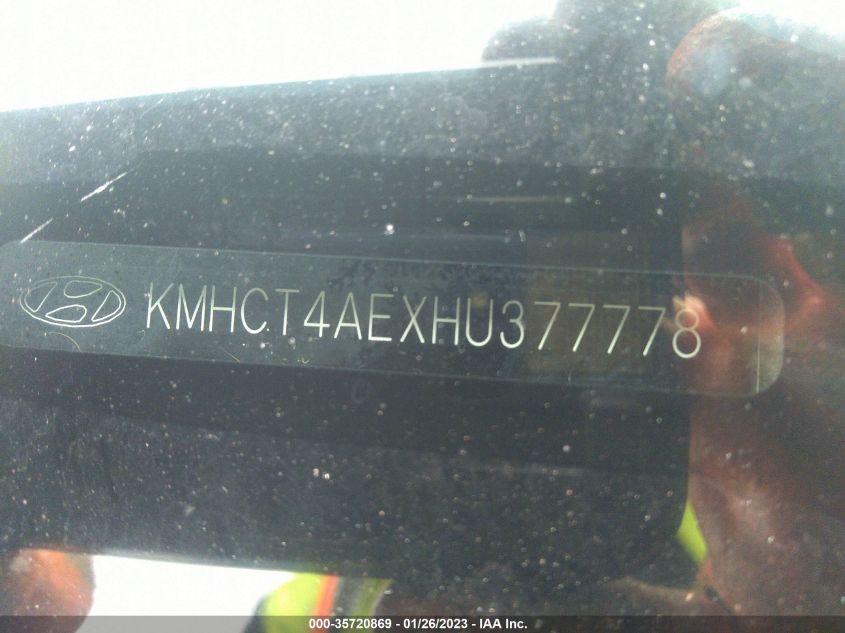 KMHCT4AEXHU377778
000-35720869 - 01/26/2023 - IAA Inc.